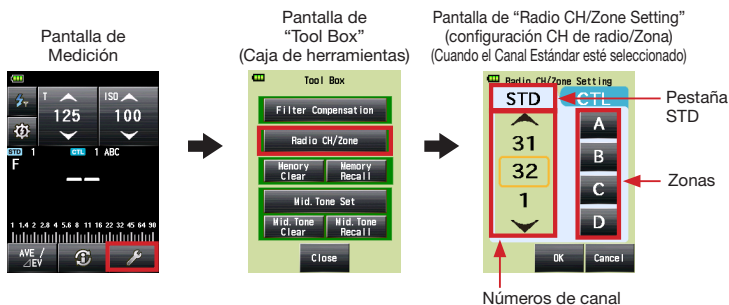 Pantalla de
Medición
T
ISO
125
100
STD 1 CTL 1 ABC
F
1 1.4 2 2.8 4 5.6 8 11 16 22 32 45 64 90
AVE /
⊿EV
Pantalla de
“Tool Box”
(Caja de herramientas)
Tool Box
Filter Compensation
Radio CH/Zone
Memory Clear
Memory Recall
Mid. Tone Set
Mid. Tone Clear
Mid. Tone Recall
Close
Pantalla de “Radio CH/Zone Setting”
(configuración CH de radio/Zona)
(Cuando el Canal Estándar esté seleccionado)
Radio CH/Zone Setting
STD
CTL
31
32
1
A
B
C
D
OK
Cancel
Pestaña
STD
Zonas
Números de canal